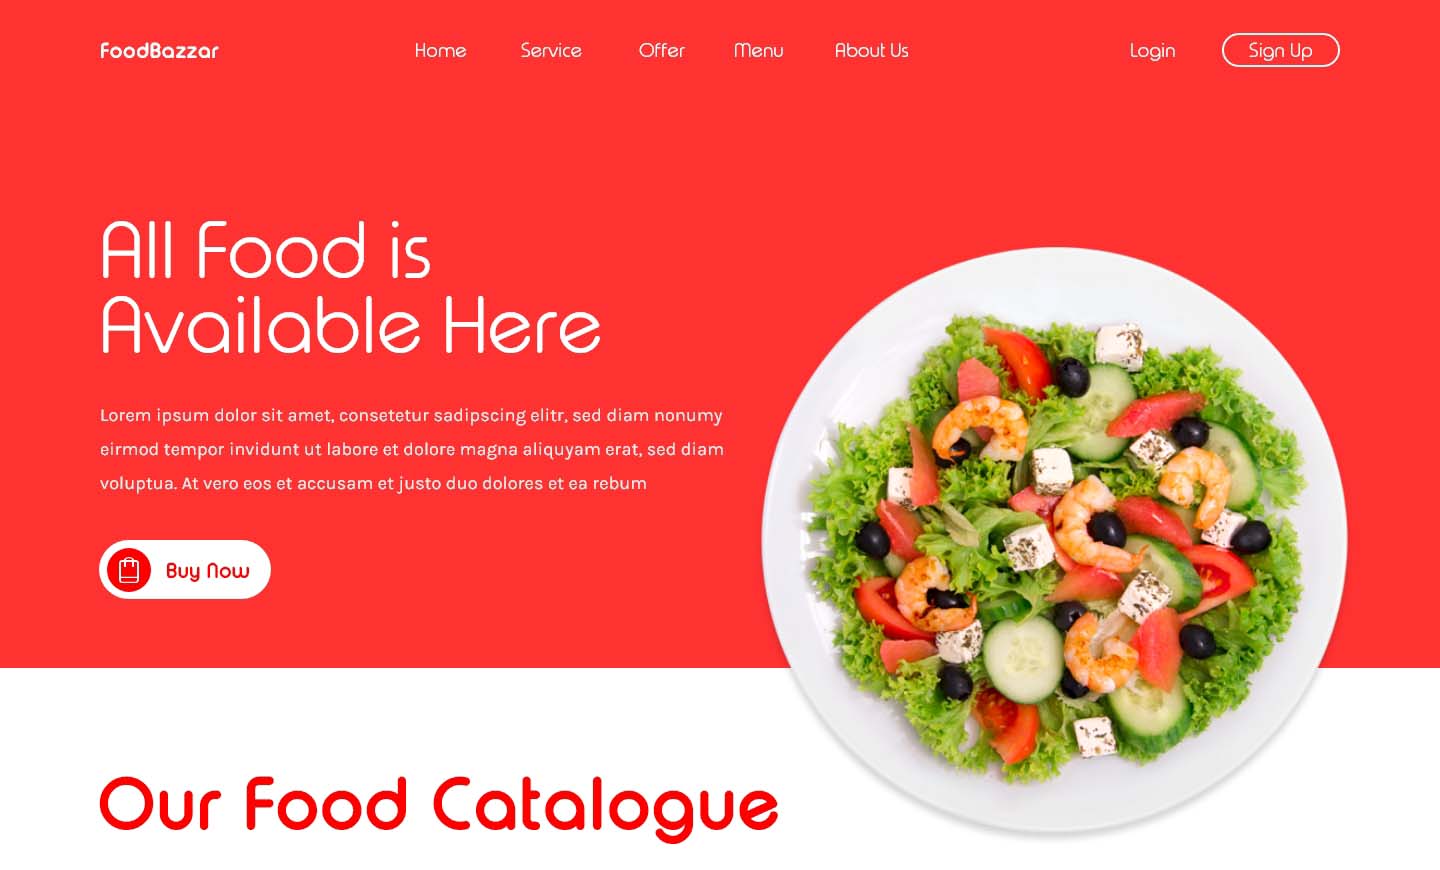 FoodBazzar
Home
Service
Offer
Menu
About Us
Login
Sign Up
All Food is
Available Here
Lorem ipsum dolor sit amet, consetetur sadipscing elitr, sed diam nonumy
eirmod tempor invidunt ut labore et dolore magna aliquyam erat, sed diam
voluptua. At vero eos et accusam et justo duo dolores et ea rebum
Buy Now
Our Food Catalogue